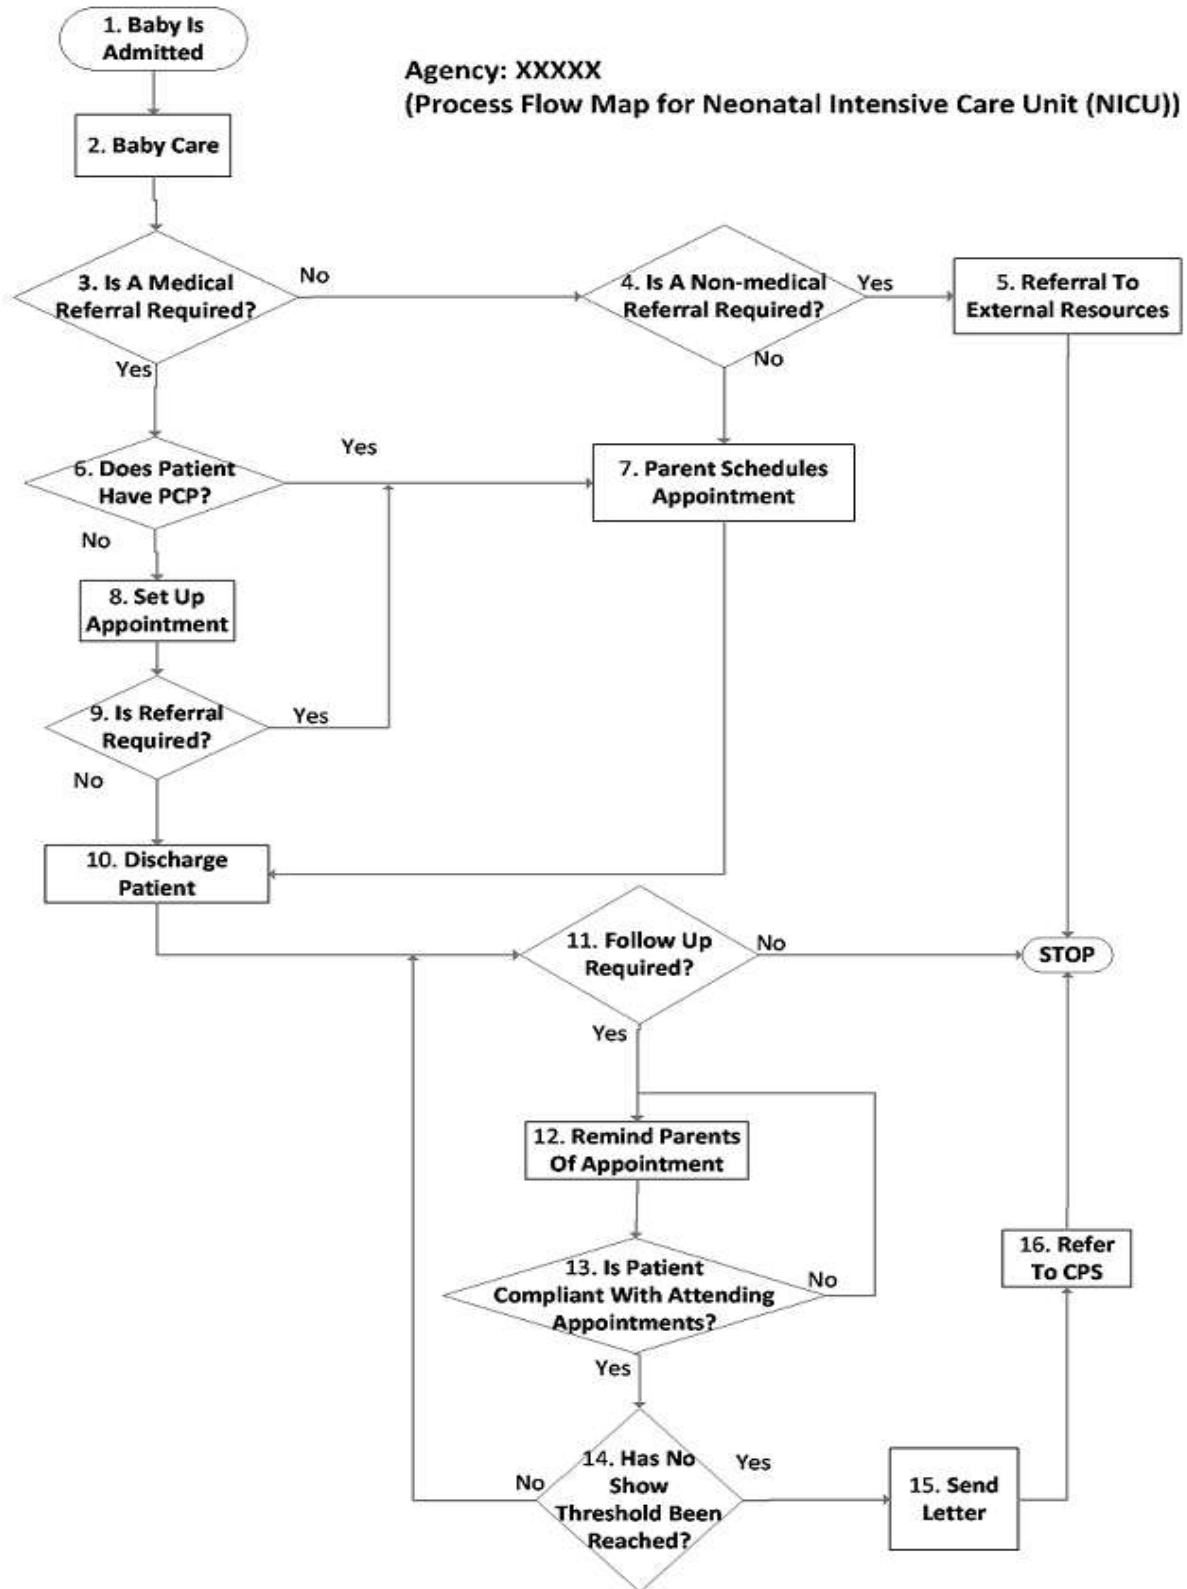 1. Baby Is
Admitted
Agency: XXXXX
(Process Flow Map for Neonatal Intensive Care Unit (NICU))
2. Baby Care
3. Is A Medical
Referral Required?
No
4. Is A Non-medical
Referral Required?
Yes
5. Referral To
External Resources
Yes
No
6. Does Patient
Have PCP?
Yes
7. Parent Schedules
Appointment
No
8. Set Up
Appointment
9. Is Referral
Required?
Yes
No
10. Discharge
Patient
11. Follow Up
Required?
No
STOP
Yes
12. Remind Parents
Of Appointment
13. Is Patient
Compliant With Attending
Appointments?
No
16. Refer
To CPS
Yes
14. Has No
Show
Threshold Been
Reached?
No
Yes
15. Send
Letter